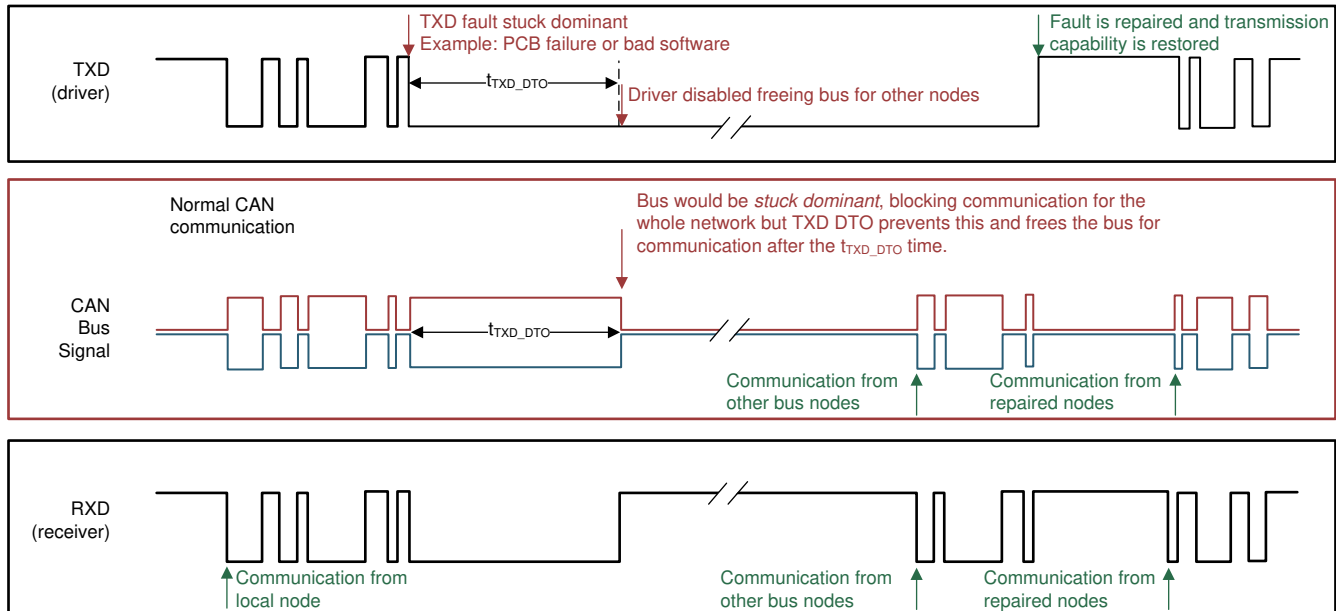 TXD fault stuck dominant
Example: PCB failure or bad software
Fault is repaired and transmission
capability is restored
TXD
(driver)
tTXD_DTO
Driver disabled freeing bus for other nodes
Normal CAN
communication
Bus would be stuck dominant, blocking communication for the
whole network but TXD DTO prevents this and frees the bus for
communication after the tTXD_DTO time.
CAN
Bus
Signal
tTXD_DTO
Communication from
other bus nodes
Communication from
repaired nodes
RXD
(receiver)
Communication from
local node
Communication from
other bus nodes
Communication from
repaired nodes